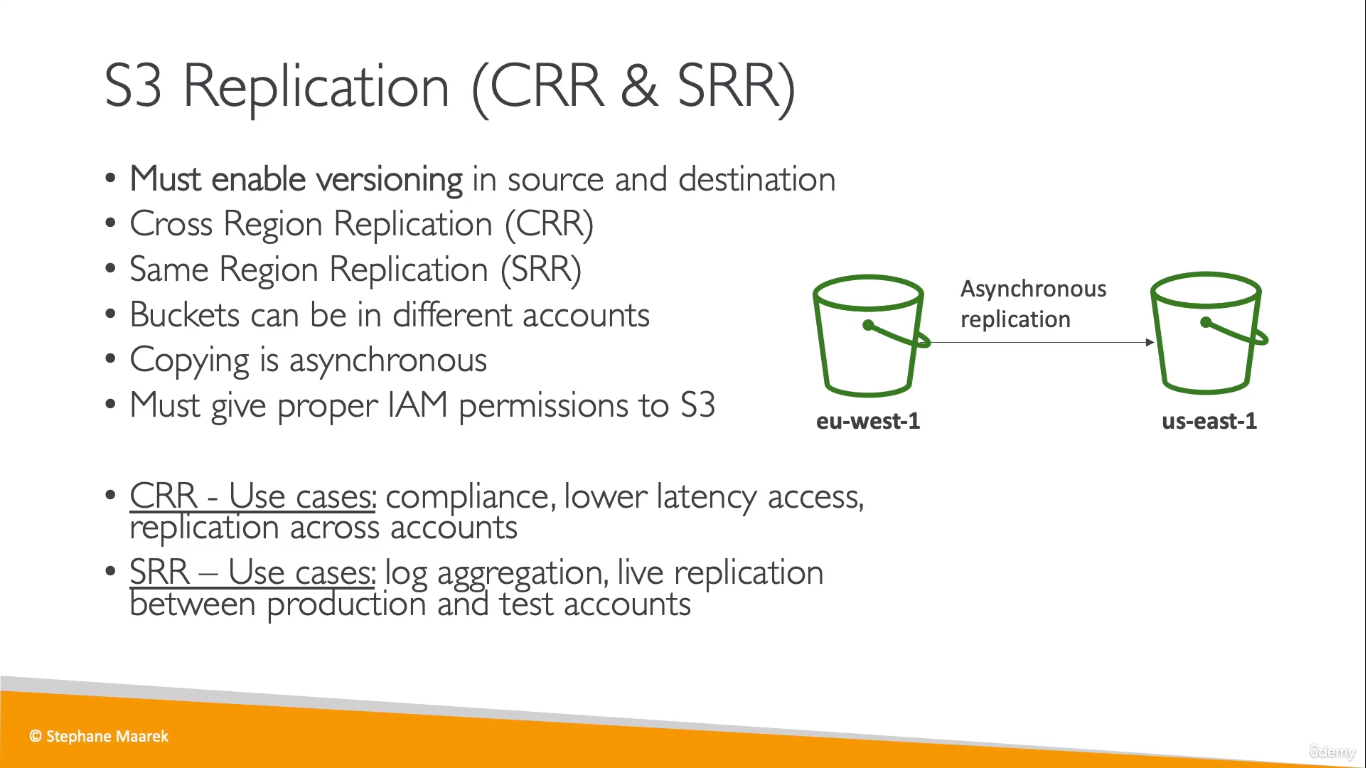 S3 Replication (CRR & SRR)
• Must enable versioning in source and destination
• Cross Region Replication (CRR)
• Same Region Replication (SRR)
• Buckets can be in different accounts
• Copying is asynchronous
• Must give proper IAM permissions to S3
• CRR - Use cases: compliance, lower latency access,
replication across accounts
• SRR – Use cases: log aggregation, live replication
between production and test accounts
Asynchronous
replication
eu-west-1
us-east-1
© Stephane Maarek
ûdemy